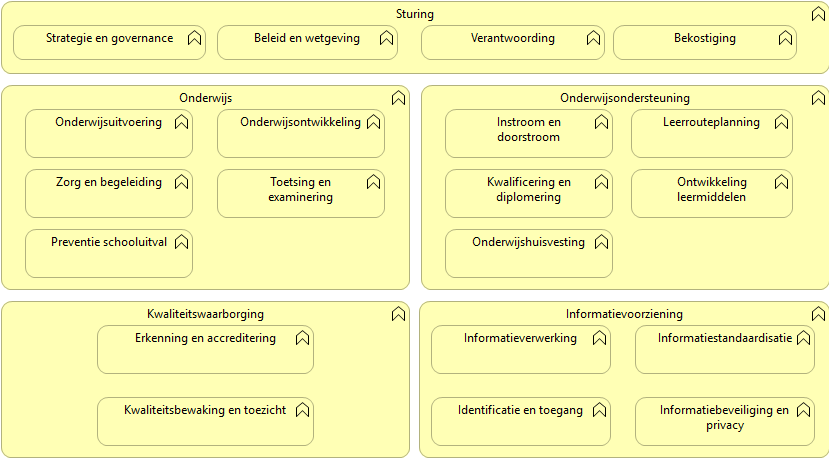 Sturing
Strategie en governance
Beleid en wetgeving
Verantwoording
Bekostiging
Onderwijs
Onderwijsuitvoering
Onderwijsontwikkeling
Zorg en begeleiding
Toetsing en
examinering
Preventie schooluitval
Onderwijsondersteuning
Instroom en
doorstroom
Leerrouteplanning
Kwalificering en
diplomering
Ontwikkeling
leermiddelen
Onderwijshuisvesting
Kwaliteitswaarborging
Erkenning en accreditering
Kwaliteitsbewaking en toezicht
Informatievoorziening
Informatieverwerking
Informatiestandaardisatie
Identificatie en toegang
Informatiebeveiliging en
privacy